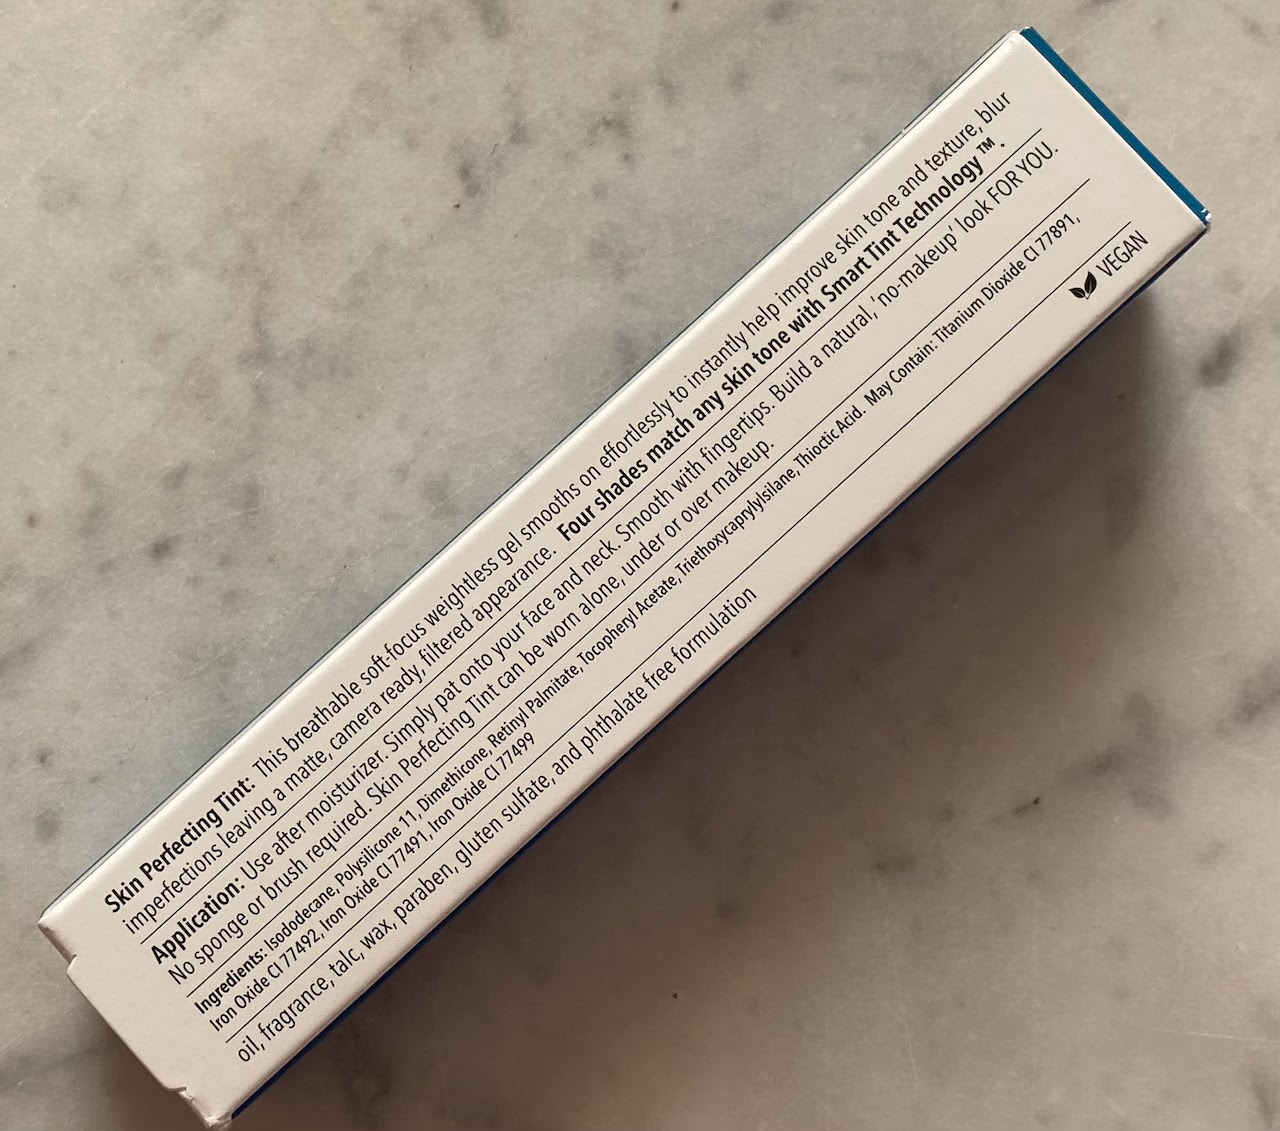 Skin Perfecting Tint: This breathable soft-focus weightless gel smooths on effortlessly to instantly help improve skin tone and texture, blur
imperfections leaving a matte, camera ready, filtered appearance. Four shades match any skin tone with Smart Tint Technology™.
Application: Use after moisturizer. Simply pat onto your face and neck. Smooth with fingertips. Build a natural, 'no-makeup' look FOR YOU.
No sponge or brush required. Skin Perfecting Tint can be worn alone, under or over makeup.
Ingredients: Isododecane, Polysilicone 11, Dimethicone, Retinyl Palmitate, Tocopheryl Acetate, Triethoxycaprylylsilane, Thioctic Acid. May Contain: Titanium Dioxide CI 77891,
Iron Oxide CI 77492, Iron Oxide CI 77491, Iron Oxide CI 77499
oil, fragrance, talc, wax, paraben, gluten sulfate, and phthalate free formulation
VEGAN